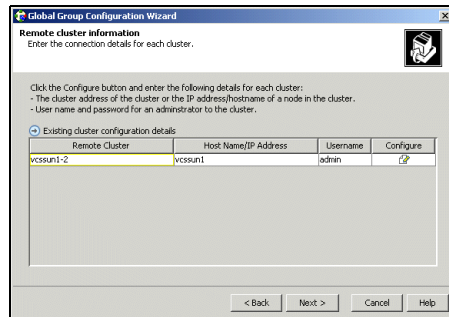 Global Group Configuration Wizard
Remote cluster information
Enter the connection details for each cluster.
Click the Configure button and enter the following details for each cluster:
- The cluster address of the cluster or the IP address/hostname of a node in the cluster.
- User name and password for an adminstrator to the cluster.
Existing cluster configuration details
Remote Cluster Host Name/IP Address Username Configure
vcssun1-2 vcssun1 admin
< Back Next > Cancel Help